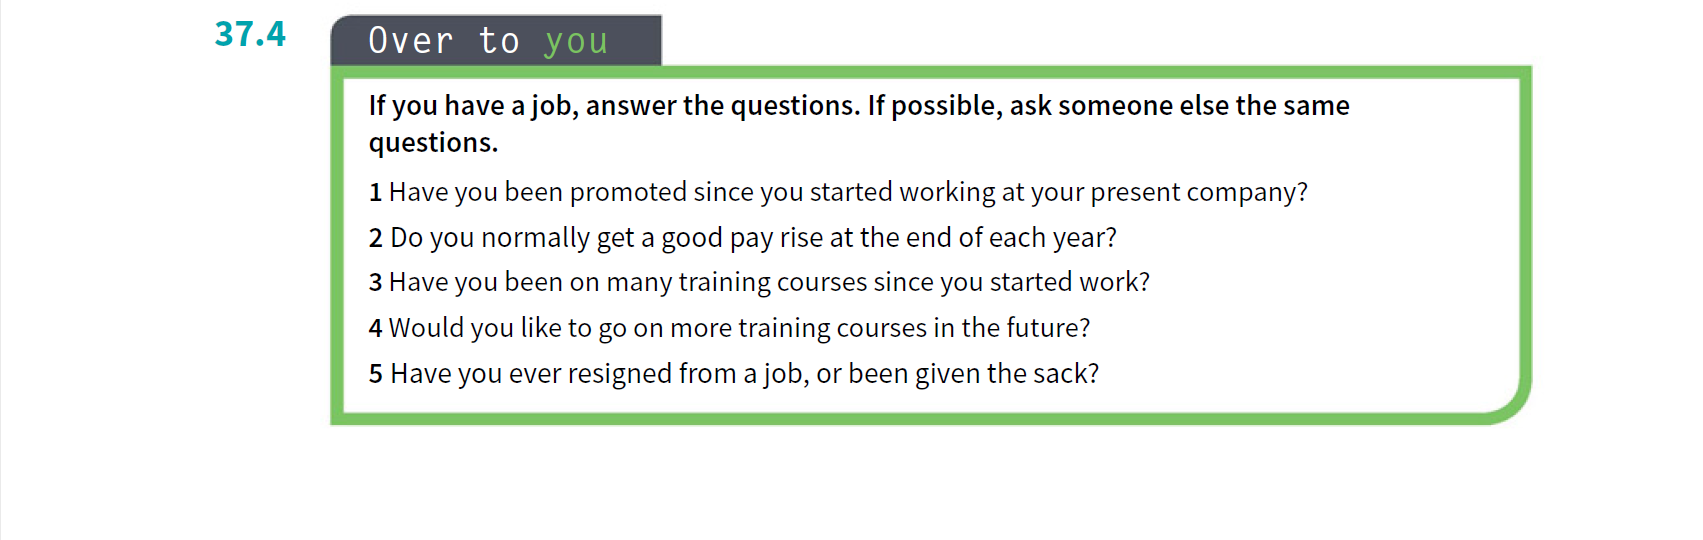 37.4
Over to you
If you have a job, answer the questions. If possible, ask someone else the same
questions.
1 Have you been promoted since you started working at your present company?
2 Do you normally get a good pay rise at the end of each year?
3 Have you been on many training courses since you started work?
4 Would you like to go on more training courses in the future?
5 Have you ever resigned from a job, or been given the sack?